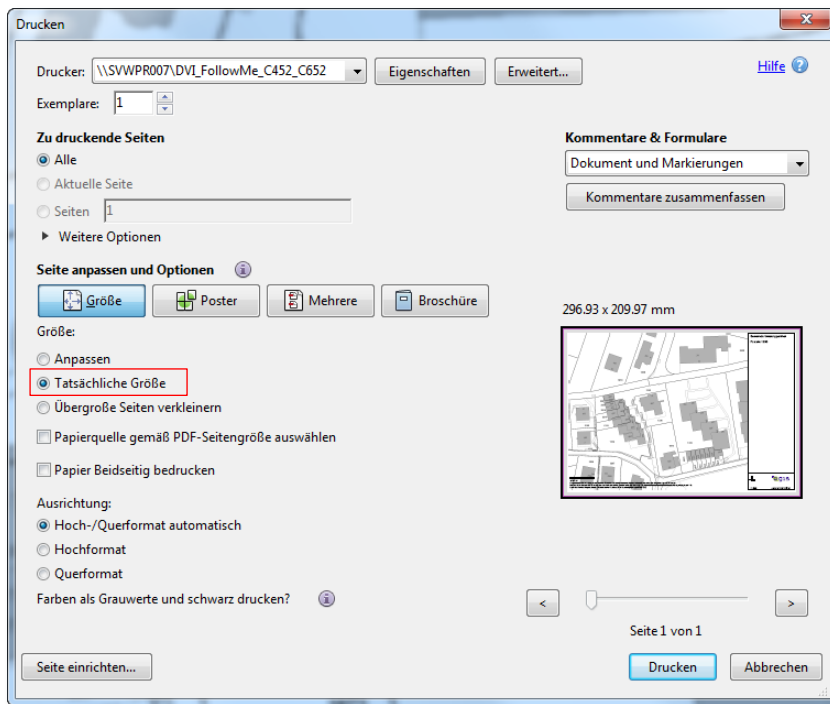 Drucken
Drucker: \\SVWPR007\DVI_FollowMe_C452_C652 Eigenschaften Erweitert... Hilfe
Exemplare: 1
Zu druckende Seiten
Alle
Aktuelle Seite
Seiten 1
Weitere Optionen
Kommentare & Formulare
Dokument und Markierungen
Kommentare zusammenfassen
Seite anpassen und Optionen
Größe Poster Mehrere Broschüre
Größe:
Anpassen
Tatsächliche Größe
Übergroße Seiten verkleinern
Papierquelle gemäß PDF-Seitengröße auswählen
Papier Beidseitig bedrucken
Ausrichtung:
Hoch-/Querformat automatisch
Hochformat
Querformat
Farben als Grauwerte und schwarz drucken?
296.93 x 209.97 mm
< >
Seite 1 von 1
Seite einrichten... Drucken Abbrechen